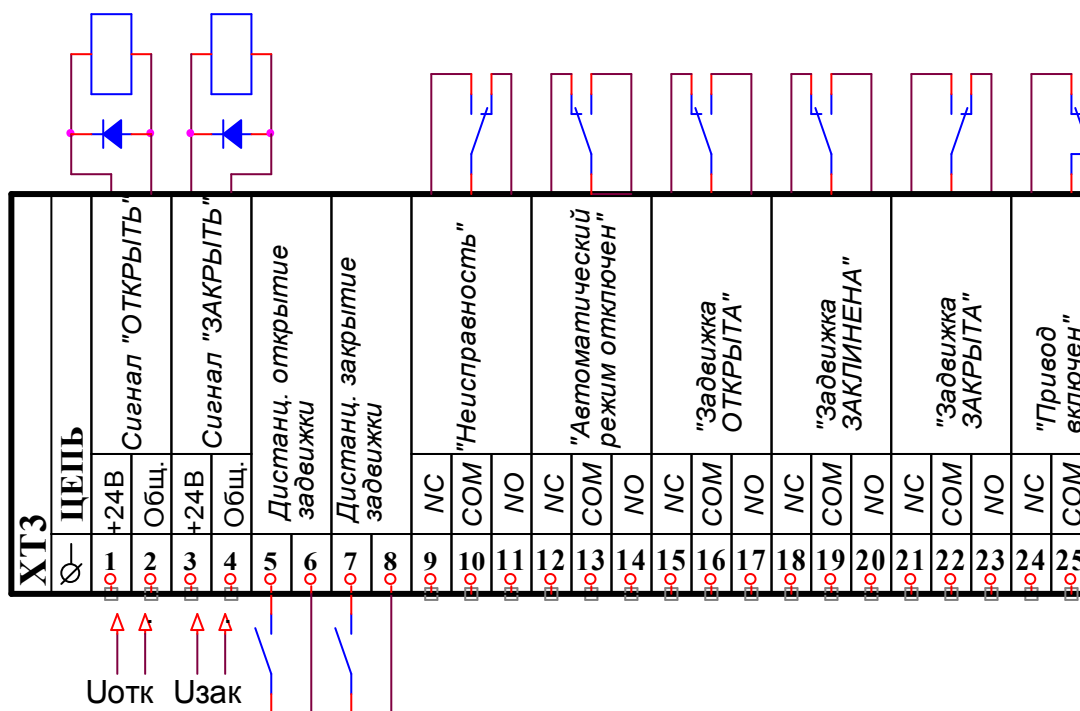 XT3
ЦЕПЬ
Сигнал "ОТКРЫТЬ"
Сигнал "ЗАКРЫТЬ"
Дистанц. открытие
задвижки
Дистанц. закрытие
задвижки
"Неисправность"
"Автоматический
режим отключен"
"Задвижка
ОТКРЫТА"
"Задвижка
ЗАКЛИНЕНА"
"Задвижка
ЗАКРЫТА"
"Привод
включен"
+24В Общ. +24В Общ. NC COM NO NC COM NO NC COM NO NC COM NO NC COM NO NC COM
1 2 3 4 5 6 7 8 9 10 11 12 13 14 15 16 17 18 19 20 21 22 23 24 25
Uотк Uзак